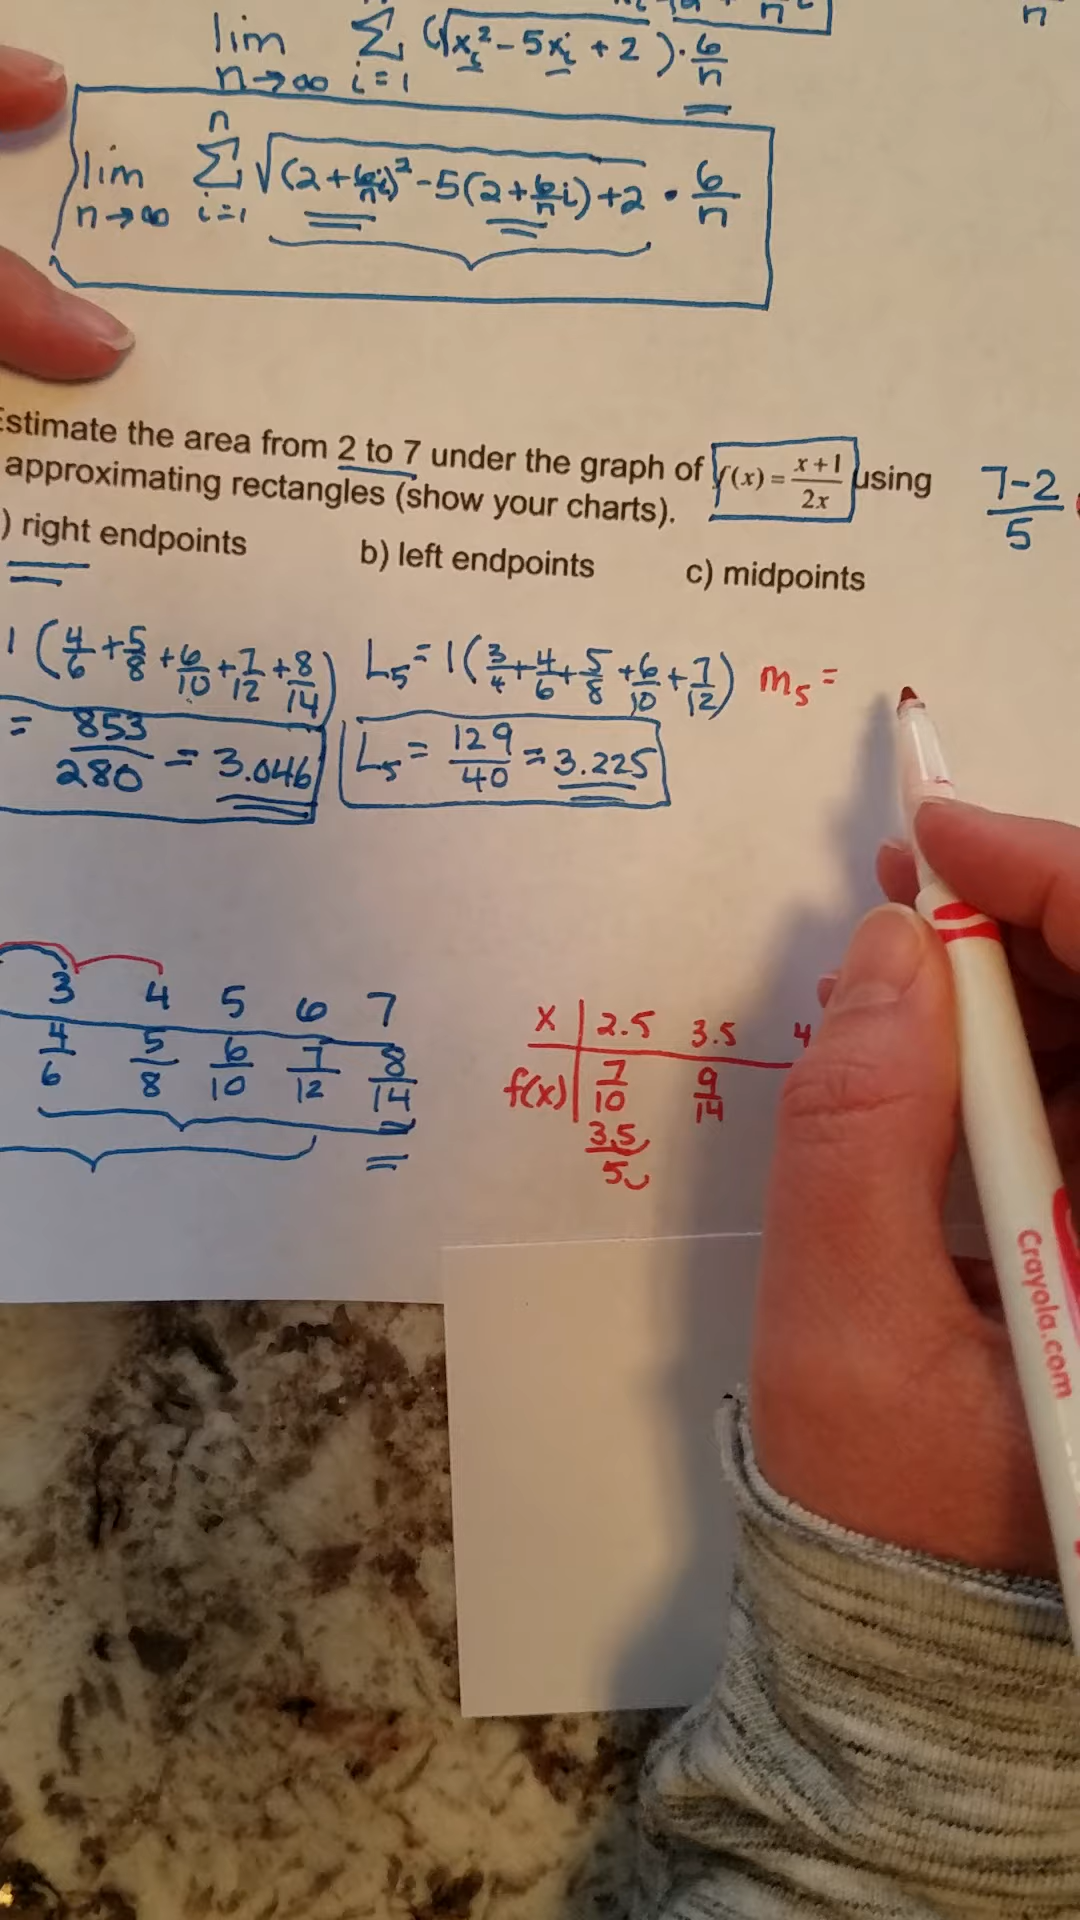 n
lim Σ (√x_i² - 5x_i + 2) · 6/n
n→∞ i=1
n
lim Σ √(2+6/n i)² - 5(2+6/n i) + 2 · 6/n
n→∞ i=1
Estimate the area from 2 to 7 under the graph of f(x) = x+1/2x using
approximating rectangles (show your charts).
7-2/5
) right endpoints b) left endpoints c) midpoints
1 (4/6 + 5/8 + 6/10 + 7/12 + 8/14) L₅ = 1 (3/4 + 4/6 + 5/8 + 6/10 + 7/12) m₅ =
= 853/280 = 3.046 L₅ = 129/40 = 3.225
3 4 5 6 7
4/6 5/8 6/10 7/12 8/14
x 2.5 3.5 4
f(x) 7/10 9/14
3.5/5
Crayola.com